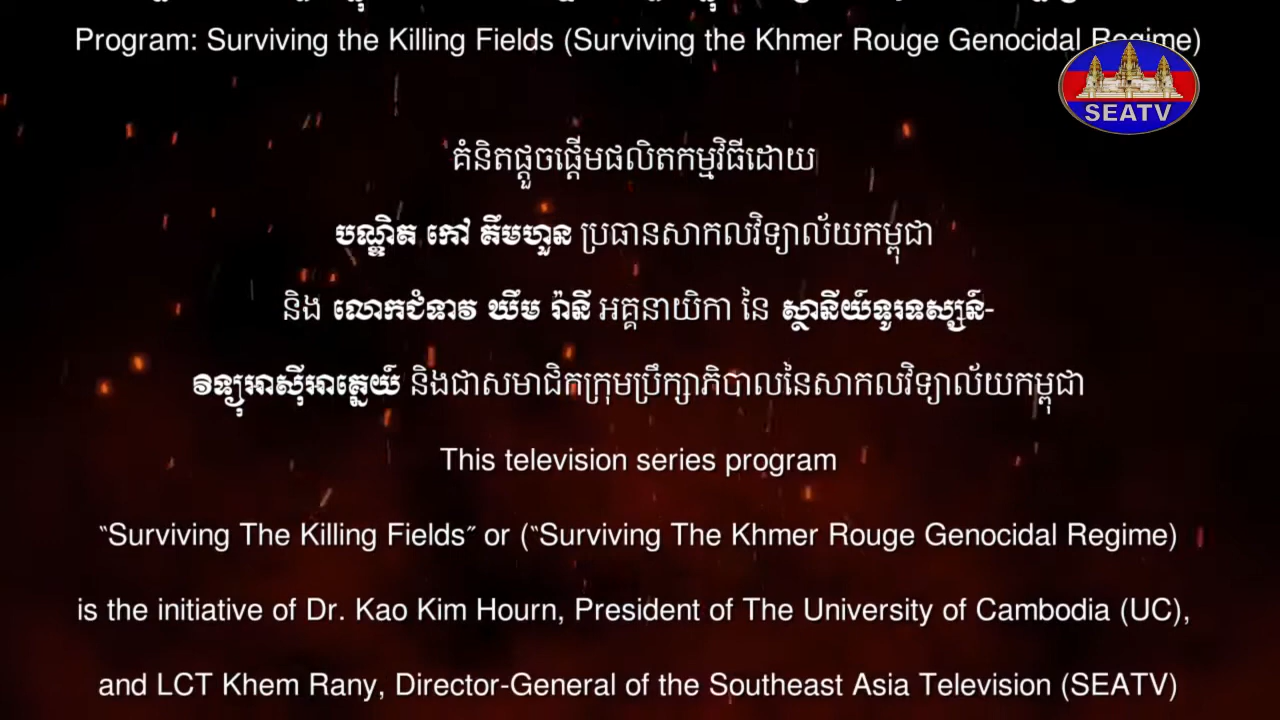 Program: Surviving the Killing Fields (Surviving the Khmer Rouge Genocidal Regime)
SEATV
គំនិតផ្តួចផ្តើមផលិតកម្មវិធីដោយ
បណ្ឌិត កៅ គឹមហួន ប្រធានសាកលវិទ្យាល័យកម្ពុជា
និង លោកជំទាវ ឃឹម រ៉ានី អគ្គនាយិកា នៃ ស្ថានីយ៍ទូរទស្សន៍-
វិទ្យុអាស៊ីអាគ្នេយ៍ និងជាសមាជិកក្រុមប្រឹក្សាភិបាលនៃសាកលវិទ្យាល័យកម្ពុជា
This television series program
“Surviving The Killing Fields” or (“Surviving The Khmer Rouge Genocidal Regime)
is the initiative of Dr. Kao Kim Hourn, President of The University of Cambodia (UC),
and LCT Khem Rany, Director-General of the Southeast Asia Television (SEATV)